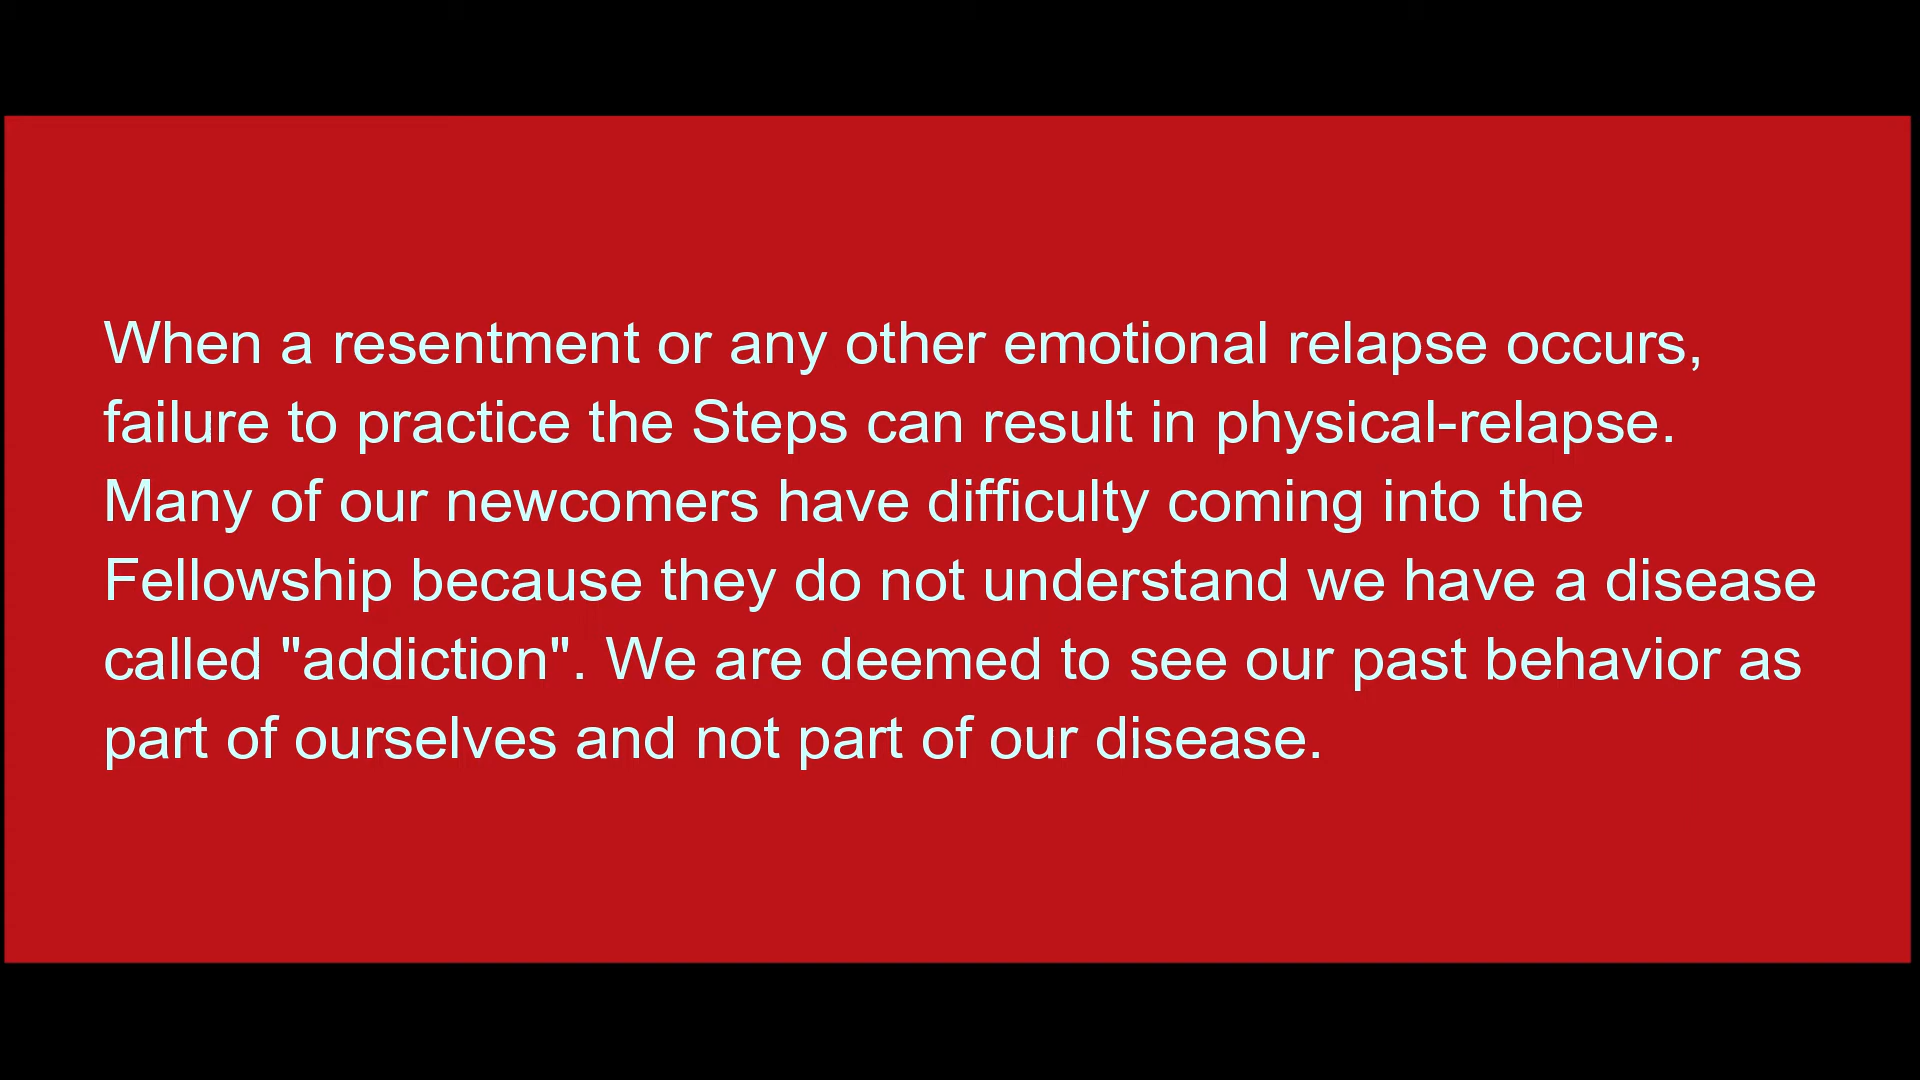 When a resentment or any other emotional relapse occurs,
failure to practice the Steps can result in physical-relapse.
Many of our newcomers have difficulty coming into the
Fellowship because they do not understand we have a disease
called "addiction". We are deemed to see our past behavior as
part of ourselves and not part of our disease.